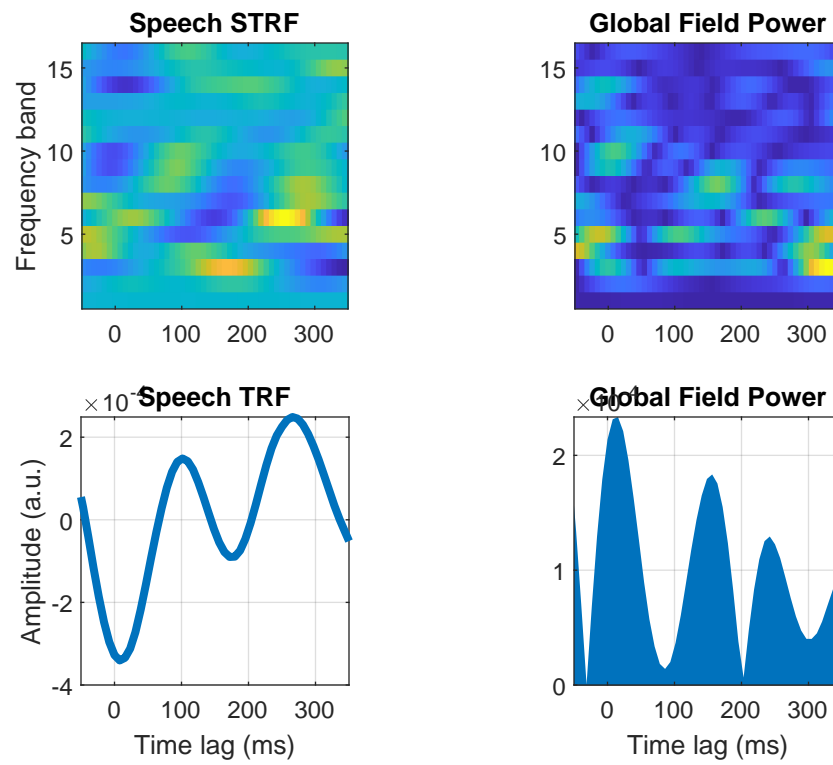 Speech STRF
Global Field Power
Frequency band
15
10
5
0 100 200 300
15
10
5
0 100 200 300
×10⁻⁴
Speech TRF
Global Field Power
Amplitude (a.u.)
2
0
-2
-4
0 100 200 300
Time lag (ms)
2
1
0
0 100 200 300
Time lag (ms)